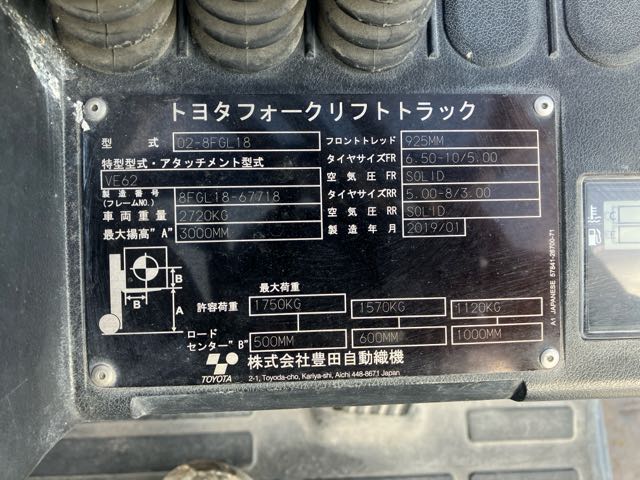 トヨタフォークリフトトラック
型 式 02-8FGL18
フロントトレッド 925MM
特型型式・アタッチメント型式
タイヤサイズFR 6.50-10/5.00
VE62
空気圧FR SOLID
製造番号 (フレームNO.) 8FGL18-67718
タイヤサイズRR 5.00-8/3.00
車両重量 2720KG
空気圧RR SOLID
最大揚高"A" 3000MM
製造年月 2019/01
B
B
A
最大荷重
許容荷重 1750KG 1570KG 1120KG
ロード
センター"B" 500MM 600MM 1000MM
TOYOTA
株式会社豊田自動織機
2-1, Toyoda-cho, Kariya-shi, Aichi 448-8671 Japan
A1 JAPANESE 57841-26700-71